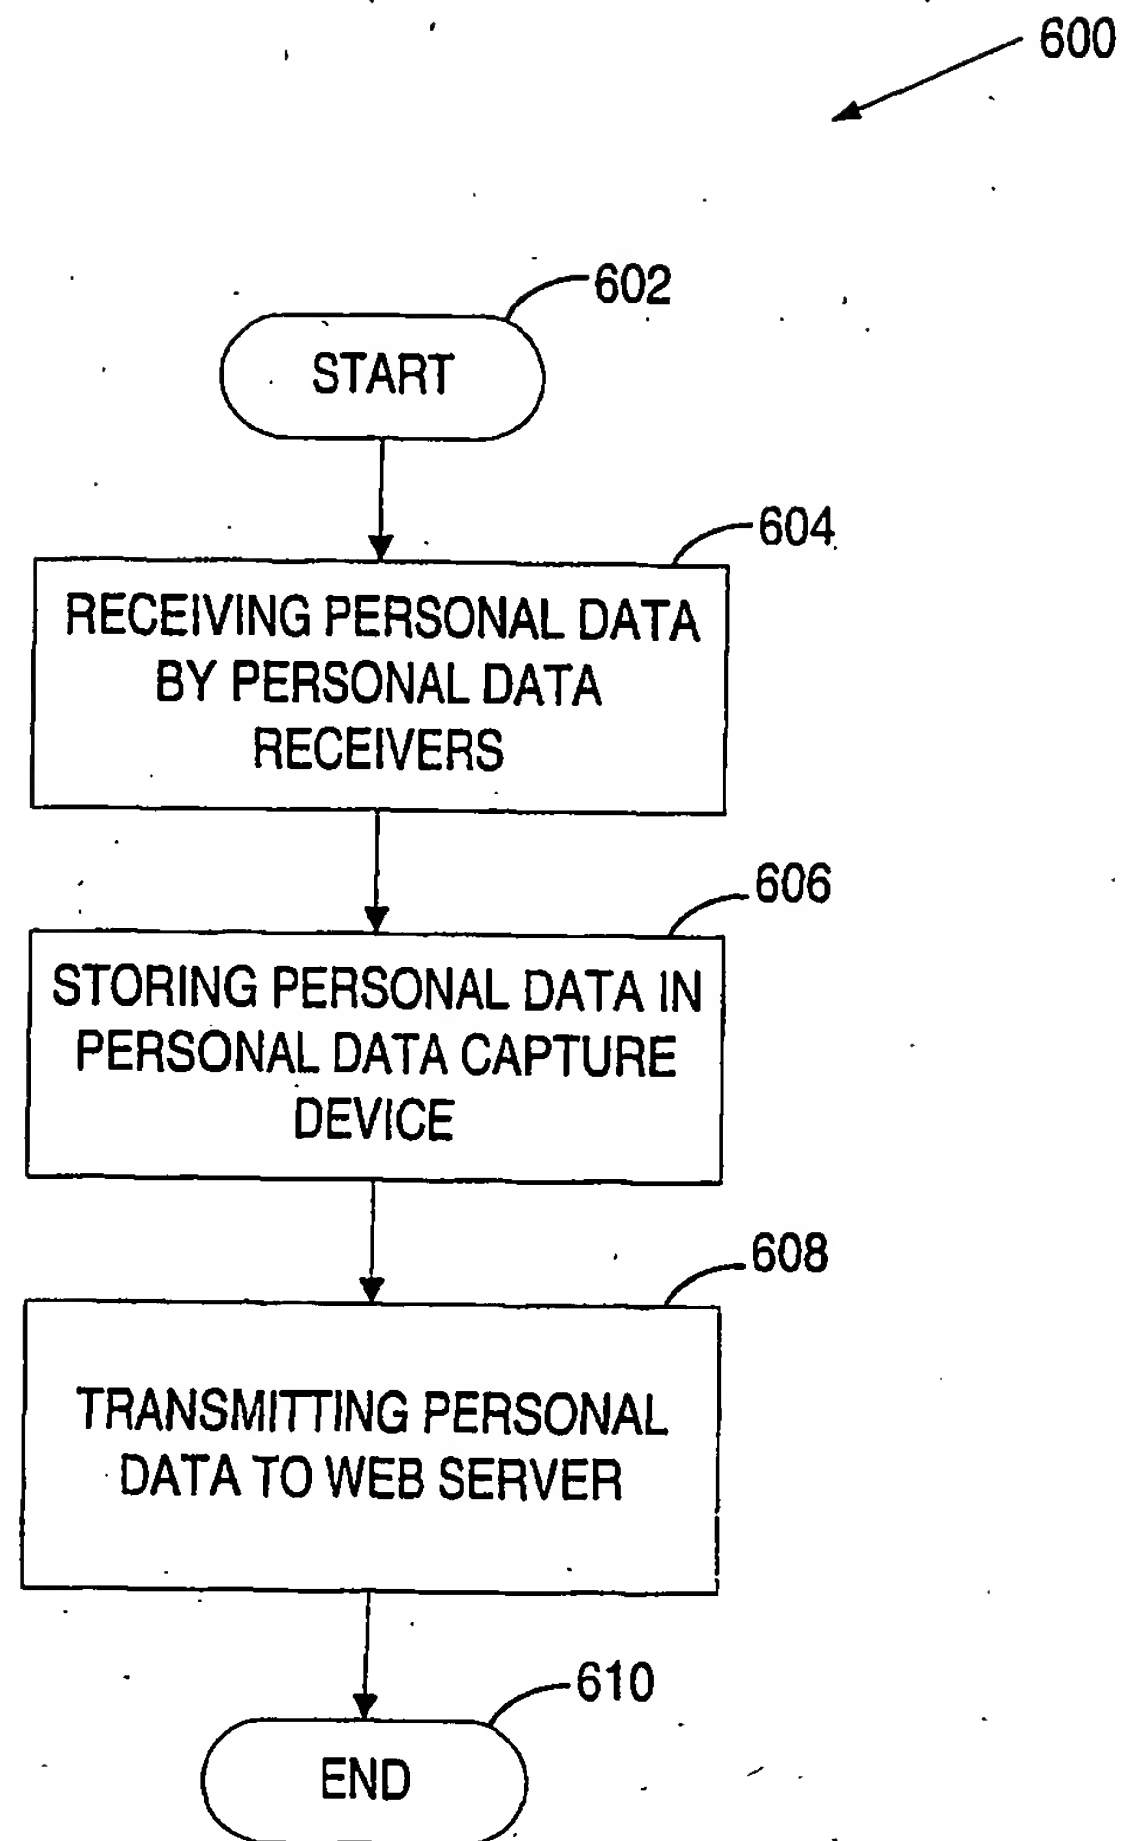 600
602
START
604
RECEIVING PERSONAL DATA
BY PERSONAL DATA
RECEIVERS
606
STORING PERSONAL DATA IN
PERSONAL DATA CAPTURE
DEVICE
608
TRANSMITTING PERSONAL
DATA TO WEB SERVER
610
END